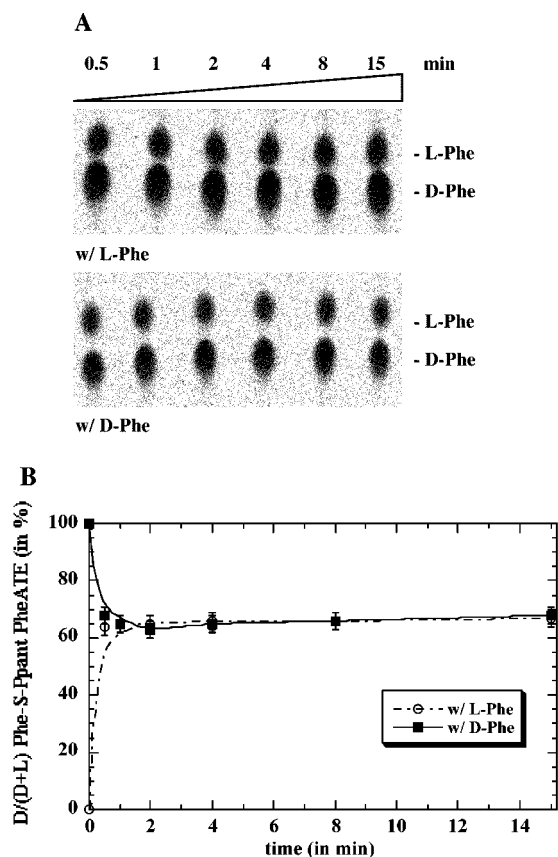 A
0.5 1 2 4 8 15 min
- L-Phe
- D-Phe
w/ L-Phe
- L-Phe
- D-Phe
w/ D-Phe
B
D/(D+L) Phe-S-Ppant PheATE (in %)
100
80
60
40
20
0
w/ L-Phe
w/ D-Phe
0 2 4 6 8 10 12 14
time (in min)